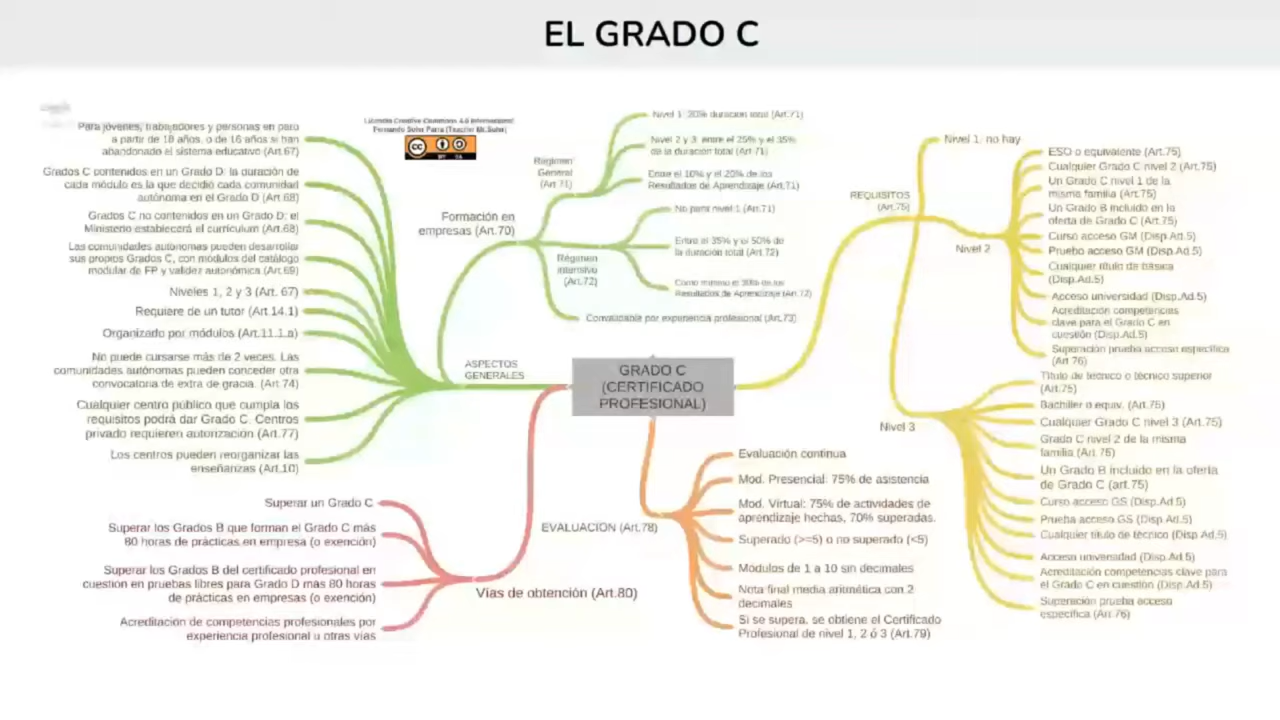 EL GRADO C
Licencia Creative Commons 4.0 Internacional
Fernando Soler Parra (Teacher Mr.Soler)
Para jóvenes, trabajadores y personas en paro
a partir de 18 años, o de 16 años si han
abandonado el sistema educativo (Art.67)
Grados C contenidos en un Grado D: la duración de
cada módulo es la que decidió cada comunidad
autónoma en el Grado D (Art.68)
Grados C no contenidos en un Grado D: el
Ministerio establecerá el curriculum (Art.68)
Las comunidades autónomas pueden desarrollar
sus propios Grados C, con módulos del catálogo
modular de FP y validez autonómica (Art.69)
Niveles 1, 2 y 3 (Art. 67)
Requiere de un tutor (Art.14.1)
Organizado por módulos (Art.11.1.a)
No puede cursarse más de 2 veces. Las
comunidades autónomas pueden conceder otra
convocatoria de extra de gracia. (Art.74)
Cualquier centro público que cumpla los
requisitos podrá dar Grado C. Centros
privado requieren autorización (Art.77)
Los centros pueden reorganizar las
enseñanzas (Art.10)
ASPECTOS
GENERALES
Formación en
empresas (Art.70)
Régimen
General
(Art.71)
Nivel 1: 20% duración total (Art.71)
Nivel 2 y 3: entre el 25% y el 35%
de la duración total (Art.71)
Entre el 10% y el 20% de los
Resultados de Aprendizaje (Art.71)
Régimen
Intensivo
(Art.72)
No para nivel 1 (Art.71)
Entre el 35% y el 50% de
la duración total (Art.72)
Como mínimo el 30% de los
Resultados de Aprendizaje (Art.72)
Convalidable por experiencia profesional (Art.73)
GRADO C
(CERTIFICADO
PROFESIONAL)
REQUISITOS
(Art.75)
Nivel 1: no hay
Nivel 2
ESO o equivalente (Art.75)
Cualquier Grado C nivel 2 (Art.75)
Un Grado C nivel 1 de la
misma familia (Art.75)
Un Grado B incluido en la
oferta de Grado C (Art.75)
Curso acceso GM (Disp.Ad.5)
Prueba acceso GM (Disp.Ad.5)
Cualquier título de básica
(Disp.Ad.5)
Acceso universidad (Disp.Ad.5)
Acreditación competencias
clave para el Grado C en
cuestión (Disp.Ad.5)
Superación prueba acceso específica
(Art.76)
Nivel 3
Título de técnico o técnico superior
(Art.75)
Bachiller o equiv. (Art.75)
Cualquier Grado C nivel 3 (Art.75)
Grado C nivel 2 de la misma
familia (Art.75)
Un Grado B incluido en la oferta
de Grado C (art.75)
Curso acceso GS (Disp.Ad.5)
Prueba acceso GS (Disp.Ad.5)
Cualquier título de técnico (Disp.Ad.5)
Acceso universidad (Disp.Ad.5)
Acreditación competencias clave para
el Grado C en cuestión (Disp.Ad.5)
Superación prueba acceso
específica (Art.76)
EVALUACIÓN (Art.78)
Evaluación continua
Mod. Presencial: 75% de asistencia
Mod. Virtual: 75% de actividades de
aprendizaje hechas, 70% superadas.
Superado (>=5) o no superado (<5)
Módulos de 1 a 10 sin decimales
Nota final media aritmética con 2
decimales
Si se supera, se obtiene el Certificado
Profesional de nivel 1, 2 ó 3 (Art.79)
Vías de obtención (Art.80)
Superar un Grado C
Superar los Grados B que forman el Grado C más
80 horas de prácticas en empresa (o exención)
Superar los Grados B del certificado profesional en
cuestion en pruebas libres para Grado D más 80 horas
de prácticas en empresas (o exención)
Acreditación de competencias profesionales por
experiencia profesional u otras vías